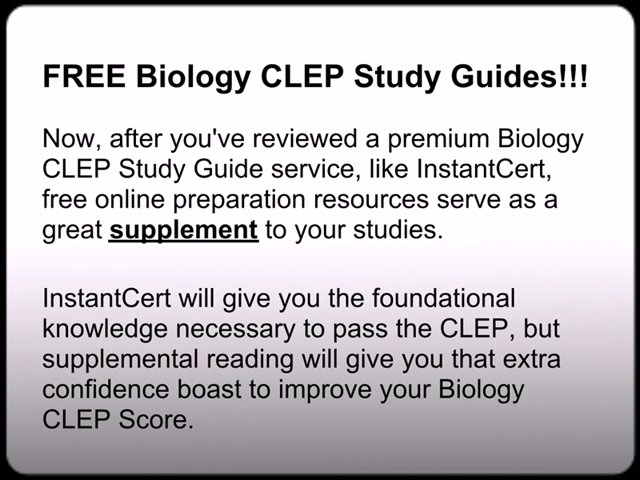 FREE Biology CLEP Study Guides!!!
Now, after you've reviewed a premium Biology
CLEP Study Guide service, like InstantCert,
free online preparation resources serve as a
great supplement to your studies.
InstantCert will give you the foundational
knowledge necessary to pass the CLEP, but
supplemental reading will give you that extra
confidence boast to improve your Biology
CLEP Score.